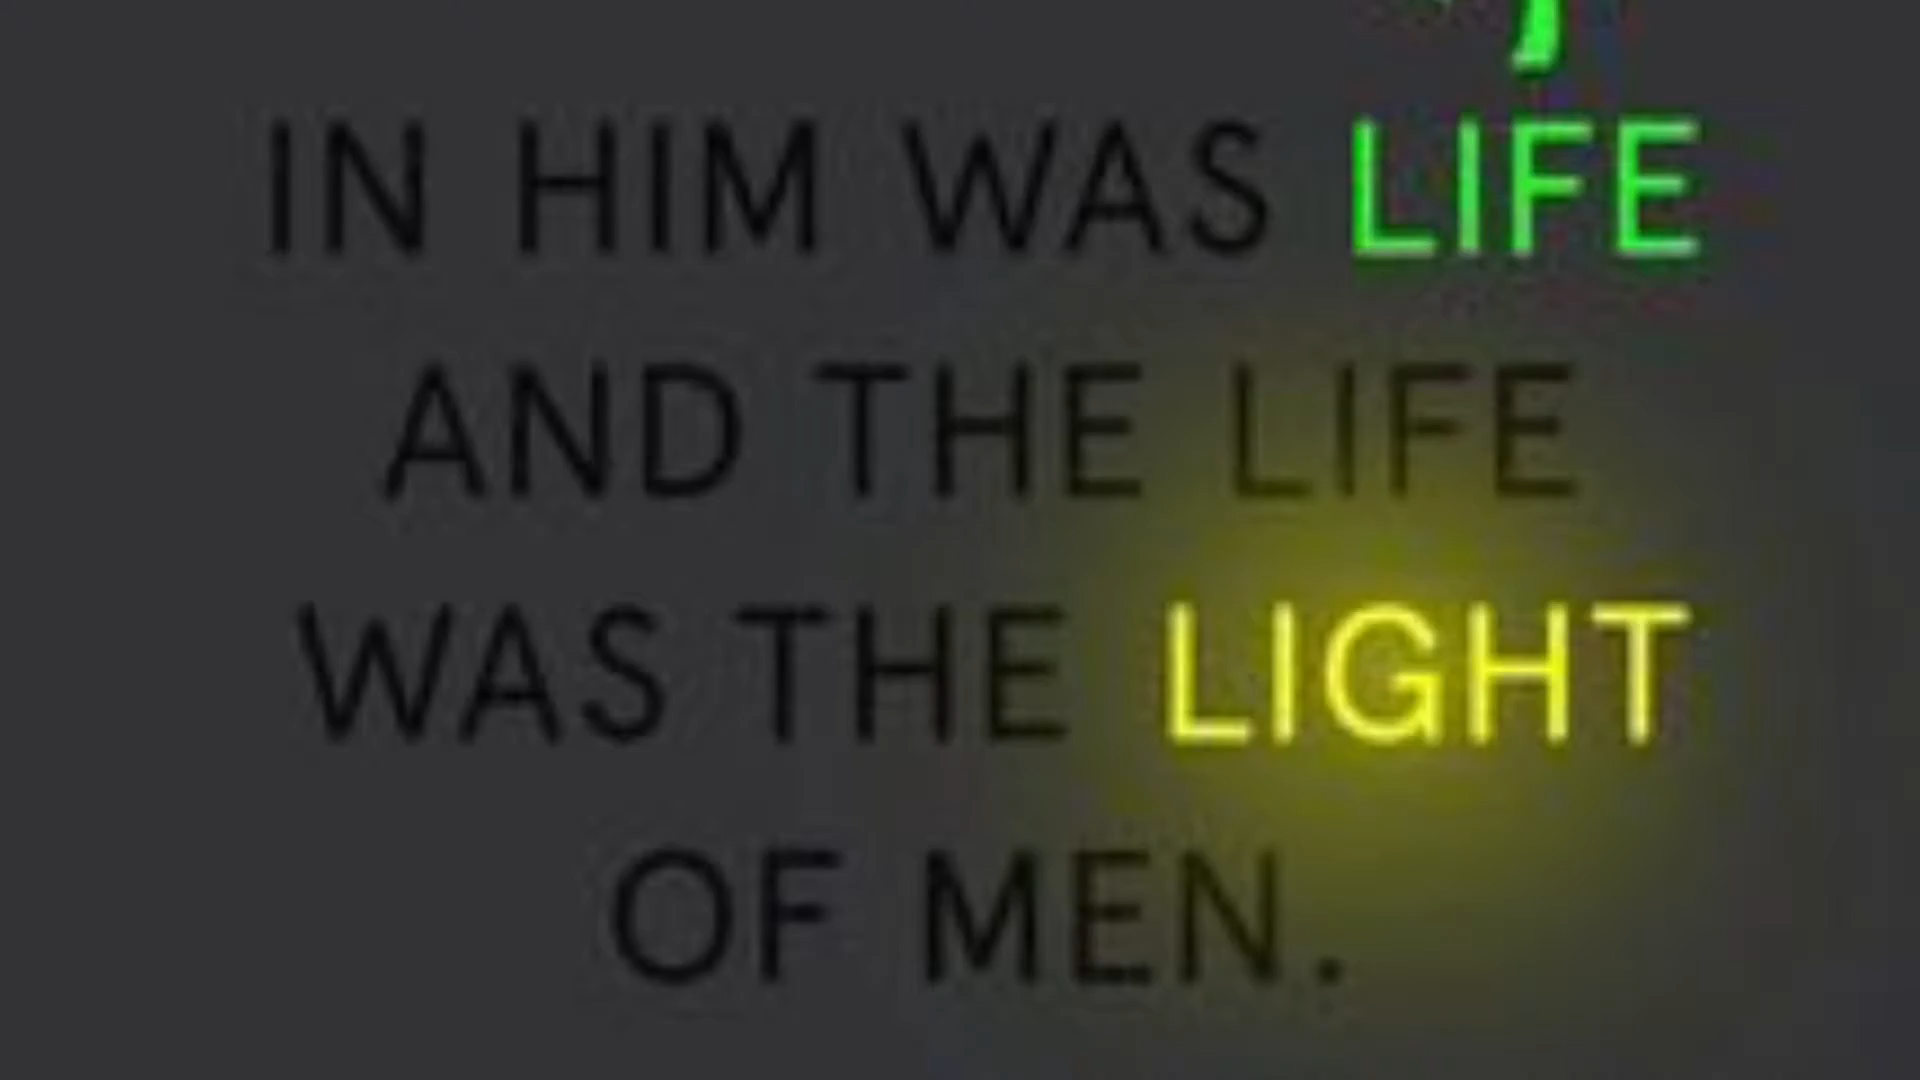 IN HIM WAS LIFE
AND THE LIFE
WAS THE LIGHT
OF MEN.